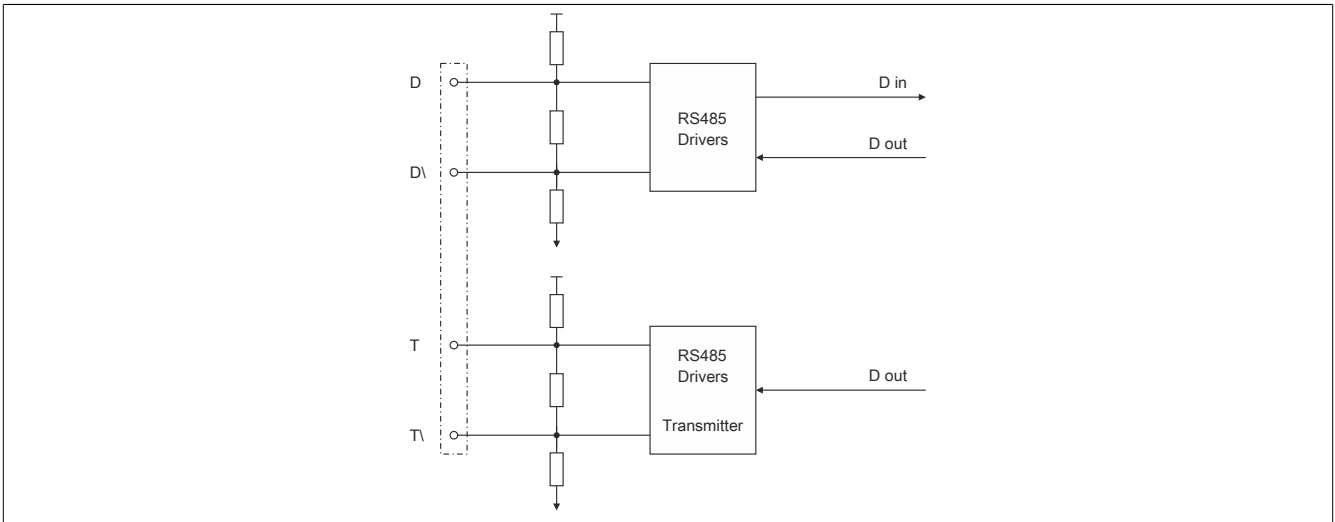 D
D in
RS485
Drivers
D out
D\
T
RS485
Drivers
D out
Transmitter
T\